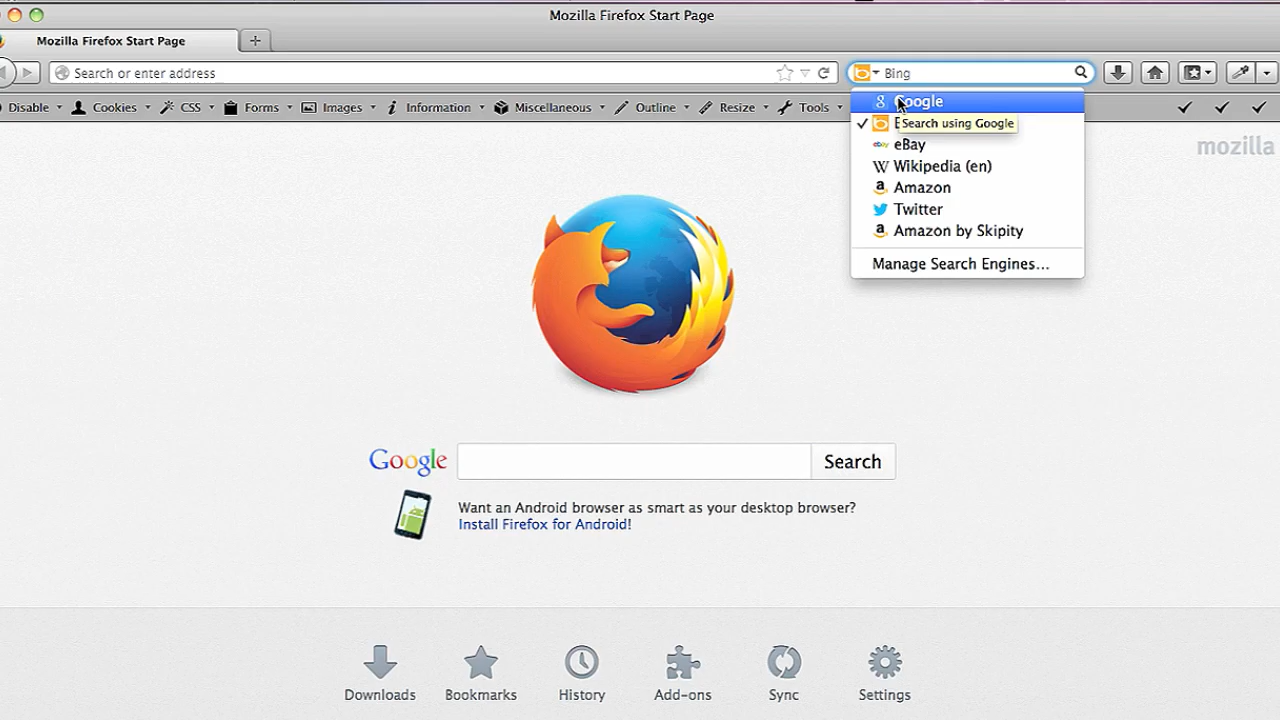 Mozilla Firefox Start Page
Mozilla Firefox Start Page
Search or enter address
Bing
Disable Cookies CSS Forms Images Information Miscellaneous Outline Resize Tools
Google
Search using Google
eBay
Wikipedia (en)
Amazon
Twitter
Amazon by Skipity
Manage Search Engines...
mozilla
Google
Search
Want an Android browser as smart as your desktop browser?
Install Firefox for Android!
Downloads Bookmarks History Add-ons Sync Settings